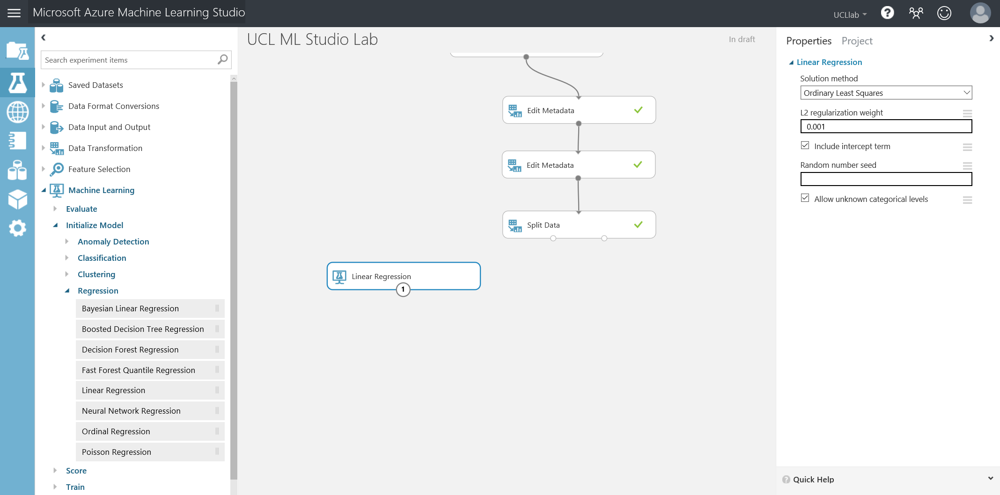 Microsoft Azure Machine Learning Studio
UCLlab
?
Search experiment items
Saved Datasets
Data Format Conversions
Data Input and Output
Data Transformation
Feature Selection
Machine Learning
Evaluate
Initialize Model
Anomaly Detection
Classification
Clustering
Regression
Bayesian Linear Regression
Boosted Decision Tree Regression
Decision Forest Regression
Fast Forest Quantile Regression
Linear Regression
Neural Network Regression
Ordinal Regression
Poisson Regression
Score
Train
UCL ML Studio Lab
In draft
Edit Metadata
Edit Metadata
Split Data
Linear Regression
1
Properties Project
Linear Regression
Solution method
Ordinary Least Squares
L2 regularization weight
0.001
Include intercept term
Random number seed
Allow unknown categorical levels
? Quick Help